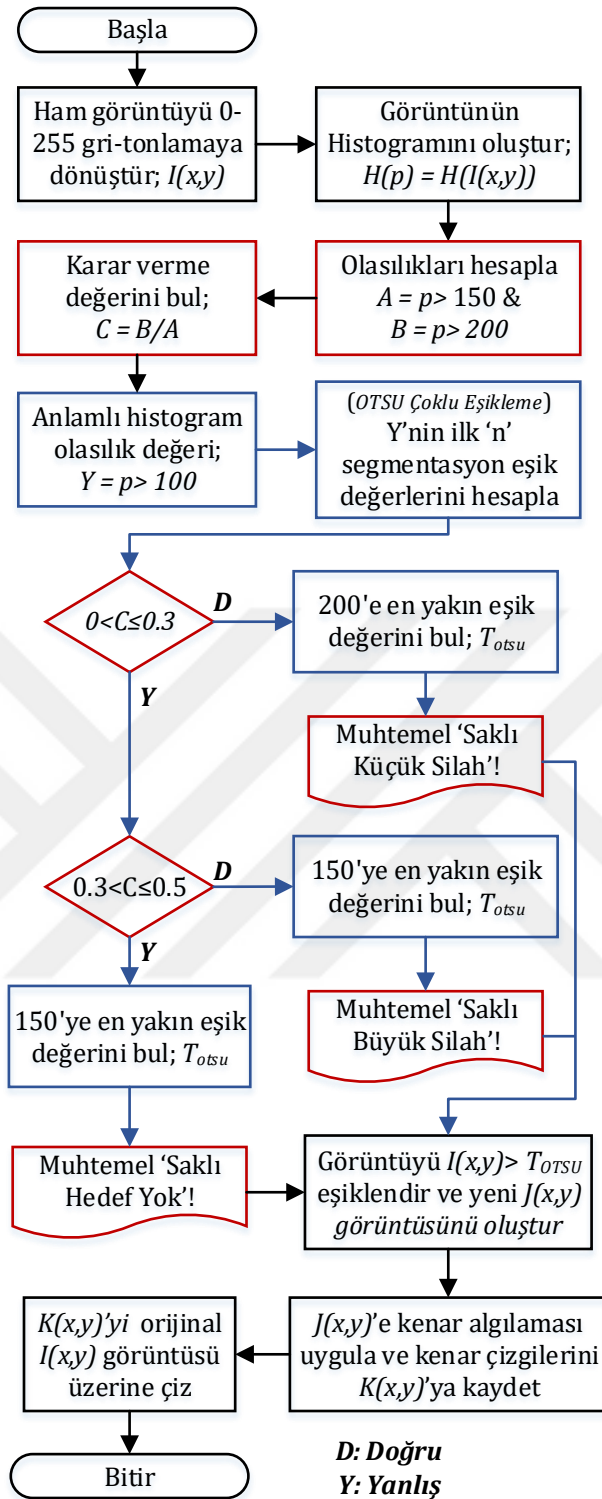 Başla
Ham görüntüyü 0-
255 gri-tonlamaya
dönüştür; I(x,y)
Görüntünün
Histogramını oluştur;
H(p) = H(I(x,y))
Olasılıkları hesapla
A = p> 150 &
B = p> 200
Karar verme
değerini bul;
C = B/A
Anlamlı histogram
olasılık değeri;
Y = p> 100
(OTSU Çoklu Eşikleme)
Y’nin ilk ‘n’
segmentasyon eşik
değerlerini hesapla
0<C≤0.3
D
200'e en yakın eşik
değerini bul; Totsu
Y
Muhtemel ‘Saklı
Küçük Silah’!
0.3<C≤0.5
D
150'ye en yakın eşik
değerini bul; Totsu
Y
Muhtemel ‘Saklı
Büyük Silah’!
150'ye en yakın eşik
değerini bul; Totsu
Muhtemel ‘Saklı
Hedef Yok’!
Görüntüyü I(x,y)> TOTSU
eşiklendir ve yeni J(x,y)
görüntüsünü oluştur
J(x,y)’e kenar algılaması
uygula ve kenar çizgilerini
K(x,y)’ya kaydet
K(x,y)’yi orijinal
I(x,y) görüntüsü
üzerine çiz
Bitir
D: Doğru
Y: Yanlış